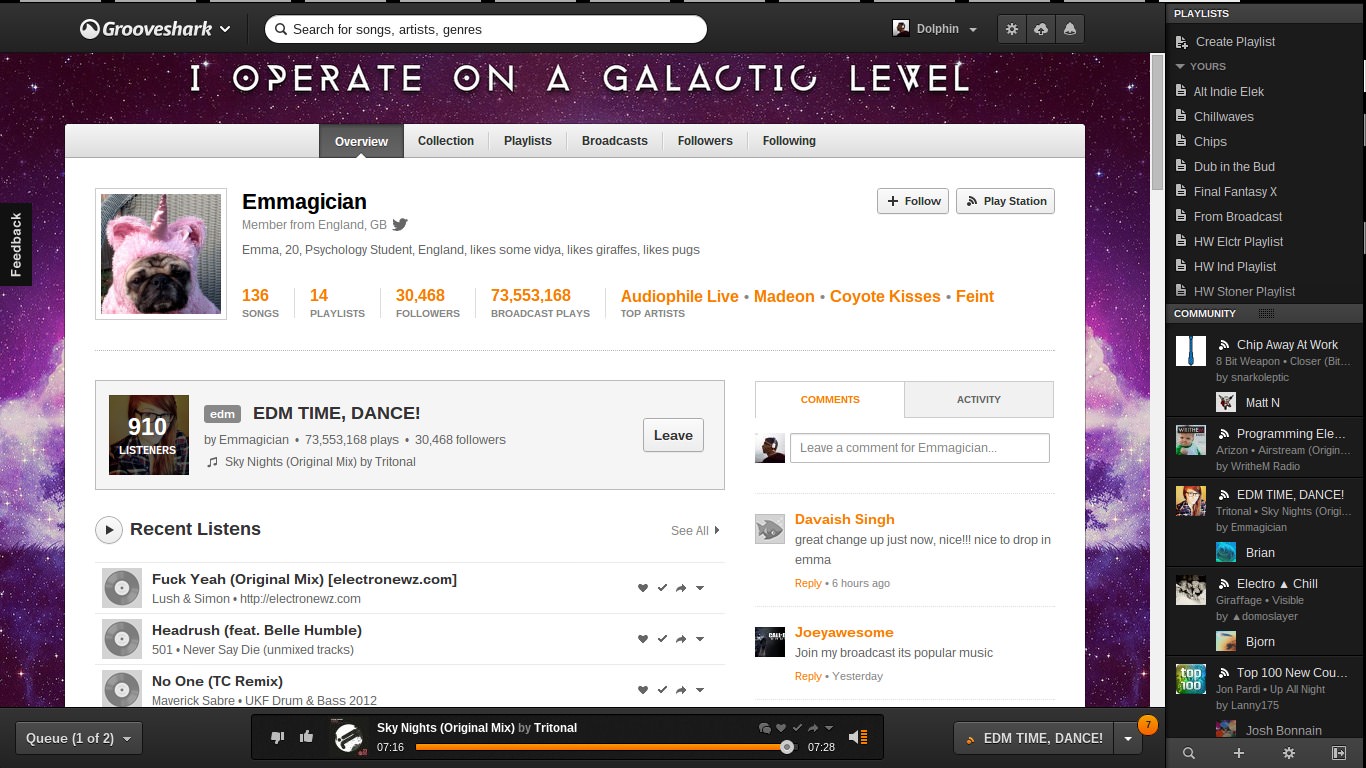 Grooveshark
Search for songs, artists, genres
Dolphin
I OPERATE ON A GALACTIC LEVEL
Overview
Collection
Playlists
Broadcasts
Followers
Following
Feedback
Emmagician
Member from England, GB
Emma, 20, Psychology Student, England, likes some vidya, likes giraffes, likes pugs
Follow
Play Station
136
SONGS
14
PLAYLISTS
30,468
FOLLOWERS
73,553,168
BROADCAST PLAYS
Audiophile Live • Madeon • Coyote Kisses • Feint
TOP ARTISTS
910
LISTENERS
edm EDM TIME, DANCE!
by Emmagician • 73,553,168 plays • 30,468 followers
Sky Nights (Original Mix) by Tritonal
Leave
Recent Listens
See All
Fuck Yeah (Original Mix) [electronewz.com]
Lush & Simon • http://electronewz.com
Headrush (feat. Belle Humble)
501 • Never Say Die (unmixed tracks)
No One (TC Remix)
Maverick Sabre • UKF Drum & Bass 2012
COMMENTS
ACTIVITY
Leave a comment for Emmagician...
Davaish Singh
great change up just now, nice!!! nice to drop in
emma
Reply • 6 hours ago
Joeyawesome
Join my broadcast its popular music
Reply • Yesterday
PLAYLISTS
Create Playlist
YOURS
Alt Indie Elek
Chillwaves
Chips
Dub in the Bud
Final Fantasy X
From Broadcast
HW Elctr Playlist
HW Ind Playlist
HW Stoner Playlist
COMMUNITY
Chip Away At Work
8 Bit Weapon • Closer (Bit…
by snarkoleptic
Matt N
Programming Ele…
Arizon • Airstream (Origin…
by WritheM Radio
EDM TIME, DANCE!
Tritonal • Sky Nights (Origi…
by Emmagician
Brian
Electro ▲ Chill
Giraffage • Visible
by ▲domoslayer
Bjorn
top
100
Top 100 New Cou…
Jon Pardi • Up All Night
by Lanny175
Josh Bonnain
Queue (1 of 2)
Sky Nights (Original Mix) by Tritonal
07:16
07:28
EDM TIME, DANCE!
7